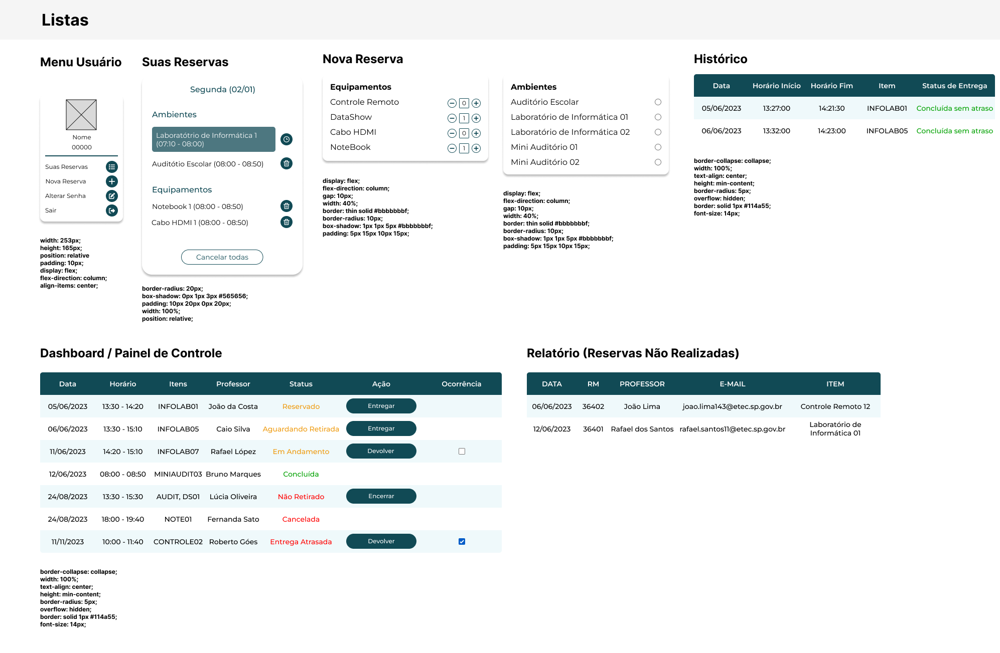 Listas
Menu Usuário
Nome
00000
Suas Reservas
Nova Reserva
Alterar Senha
Sair
width: 253px;
height: 165px;
position: relative
padding: 10px;
display: flex;
flex-direction: column;
align-items: center;
Suas Reservas
Segunda (02/01)
Ambientes
Laboratótrio de Informática 1
(07:10 - 08:00)
Auditótio Escolar (08:00 - 08:50)
Equipamentos
Notebook 1 (08:00 - 08:50)
Cabo HDMI 1 (08:00 - 08:50)
Cancelar todas
border-radius: 20px;
box-shadow: 0px 1px 3px #565656;
padding: 10px 20px 0px 20px;
width: 100%;
position: relative;
Nova Reserva
Equipamentos
Controle Remoto 0
DataShow 1
Cabo HDMI 0
NoteBook 1
display: flex;
flex-direction: column;
gap: 10px;
width: 40%;
border: thin solid #bbbbbbbf;
border-radius: 10px;
box-shadow: 1px 1px 5px #bbbbbbbf;
padding: 5px 15px 10px 15px;
Ambientes
Auditório Escolar
Laboratório de Informática 01
Laboratório de Informática 02
Mini Auditório 01
Mini Auditório 02
display: flex;
flex-direction: column;
gap: 10px;
width: 40%;
border: thin solid #bbbbbbbf;
border-radius: 10px;
box-shadow: 1px 1px 5px #bbbbbbbf;
padding: 5px 15px 10px 15px;
Histórico
Data Horário Início Horário Fim Item Status de Entrega
05/06/2023 13:27:00 14:21:30 INFOLAB01 Concluída sem atraso
06/06/2023 13:32:00 14:23:00 INFOLAB05 Concluída sem atraso
border-collapse: collapse;
width: 100%;
text-align: center;
height: min-content;
border-radius: 5px;
overflow: hidden;
border: solid 1px #114a55;
font-size: 14px;
Dashboard / Painel de Controle
Data Horário Itens Professor Status Ação Ocorrência
05/06/2023 13:30 - 14:20 INFOLAB01 João da Costa Reservado Entregar
06/06/2023 13:30 - 15:10 INFOLAB05 Caio Silva Aguardando Retirada Entregar
11/06/2023 14:20 - 15:10 INFOLAB07 Rafael López Em Andamento Devolver
12/06/2023 08:00 - 08:50 MINIAUDIT03 Bruno Marques Concluída
24/08/2023 13:30 - 15:30 AUDIT, DS01 Lúcia Oliveira Não Retirado Encerrar
24/08/2023 18:00 - 19:40 NOTE01 Fernanda Sato Cancelada
11/11/2023 10:00 - 11:40 CONTROLE02 Roberto Góes Entrega Atrasada Devolver
border-collapse: collapse;
width: 100%;
text-align: center;
height: min-content;
border-radius: 5px;
overflow: hidden;
border: solid 1px #114a55;
font-size: 14px;
Relatório (Reservas Não Realizadas)
DATA RM PROFESSOR E-MAIL ITEM
06/06/2023 36402 João Lima joao.lima143@etec.sp.gov.br Controle Remoto 12
12/06/2023 36401 Rafael dos Santos rafael.santos11@etec.sp.gov.br Laboratório de
Informática 01